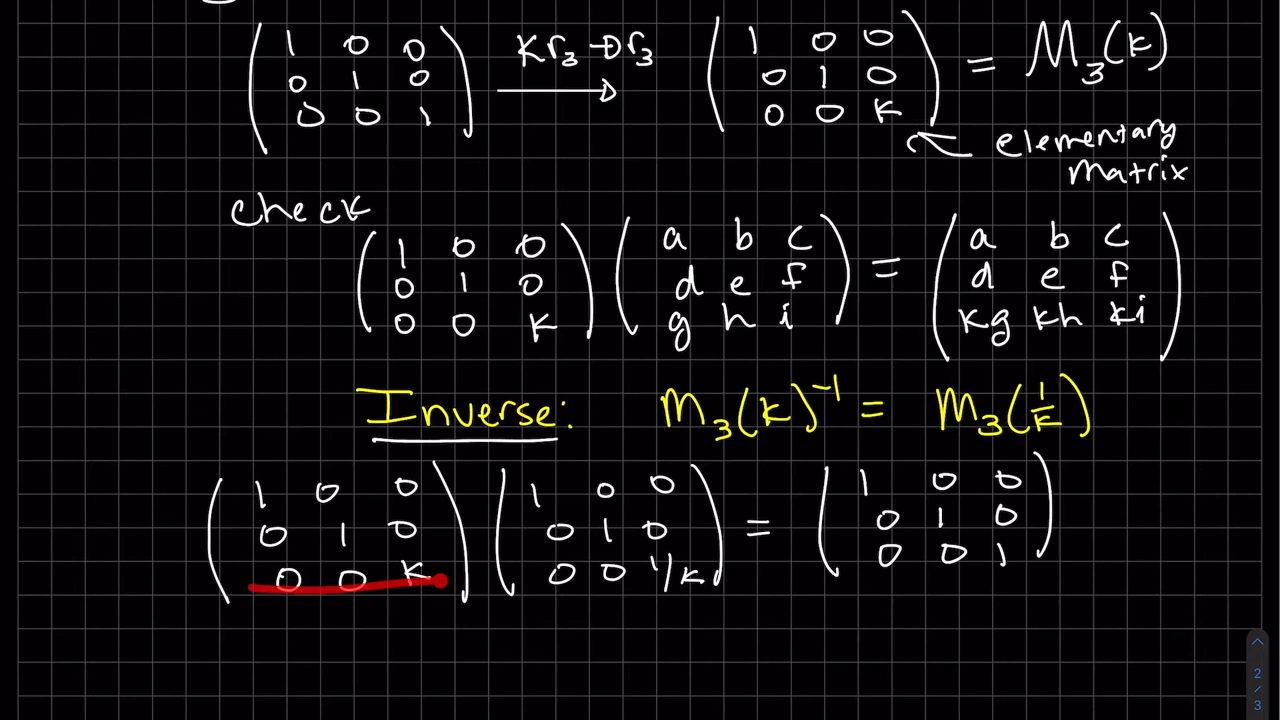 ( 1 0 0 ) Kr₃ → r₃ ( 1 0 0 ) = M₃(k)
( 0 1 0 ) ( 0 1 0 )
( 0 0 1 ) ( 0 0 k )
elementary
matrix
check
( 1 0 0 ) ( a b c ) = ( a b c )
( 0 1 0 ) ( d e f ) ( d e f )
( 0 0 k ) ( g h i ) ( kg kh ki )
Inverse: M₃(k)⁻¹ = M₃(1/k)
( 1 0 0 ) ( 1 0 0 ) = ( 1 0 0 )
( 0 1 0 ) ( 0 1 0 ) ( 0 1 0 )
( 0 0 k ) ( 0 0 1/k ) ( 0 0 1 )
2
/
3